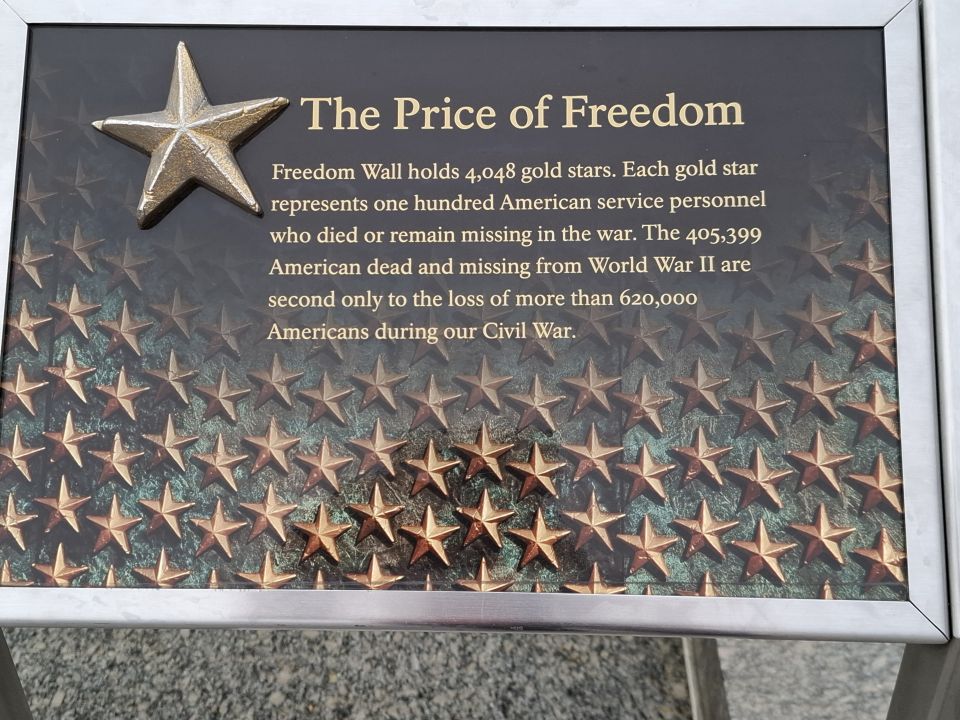 The Price of Freedom
Freedom Wall holds 4,048 gold stars. Each gold star
represents one hundred American service personnel
who died or remain missing in the war. The 405,399
American dead and missing from World War II are
second only to the loss of more than 620,000
Americans during our Civil War.